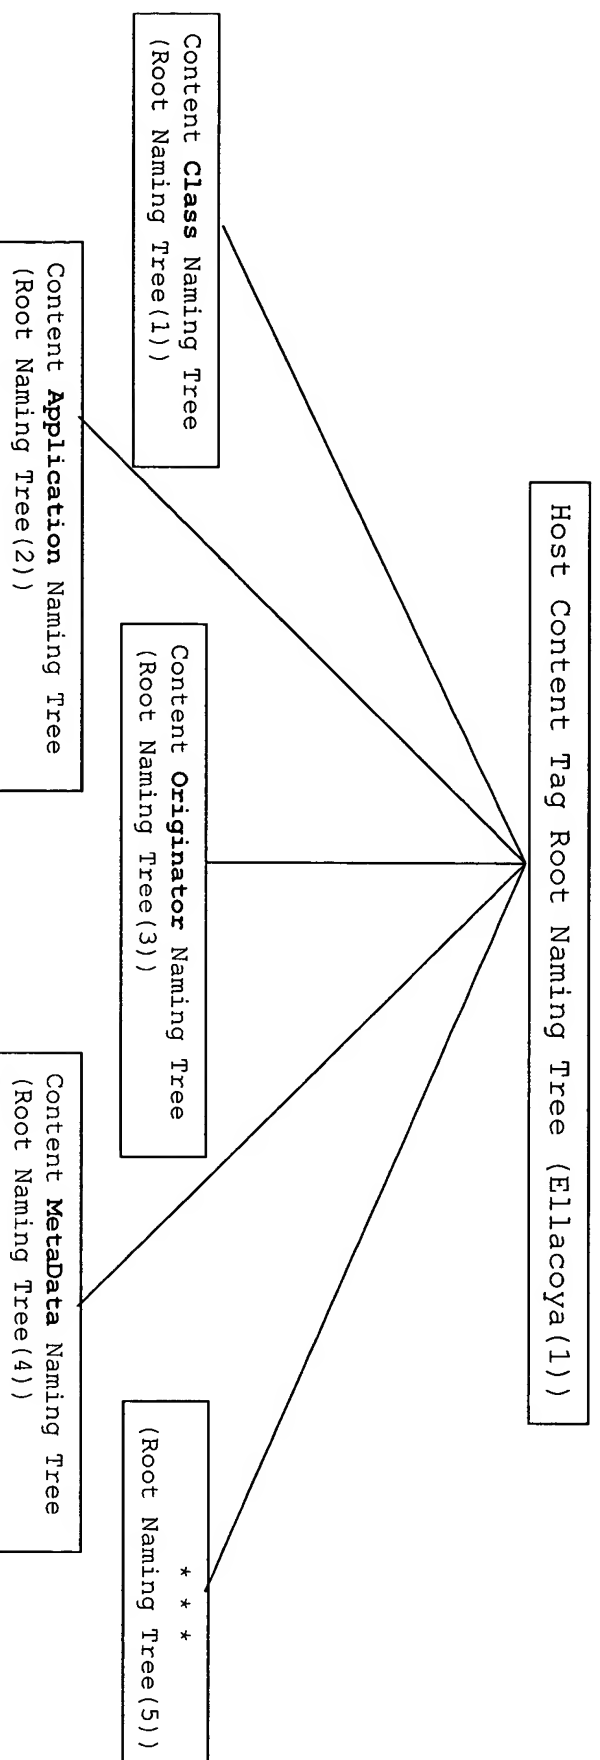 Host Content Tag Root Naming Tree (Ellacoya(1))
Content Class Naming Tree
(Root Naming Tree(1))
Content Application Naming Tree
(Root Naming Tree(2))
Content Originator Naming Tree
(Root Naming Tree(3))
Content MetaData Naming Tree
(Root Naming Tree(4))
* * *
(Root Naming Tree(5))